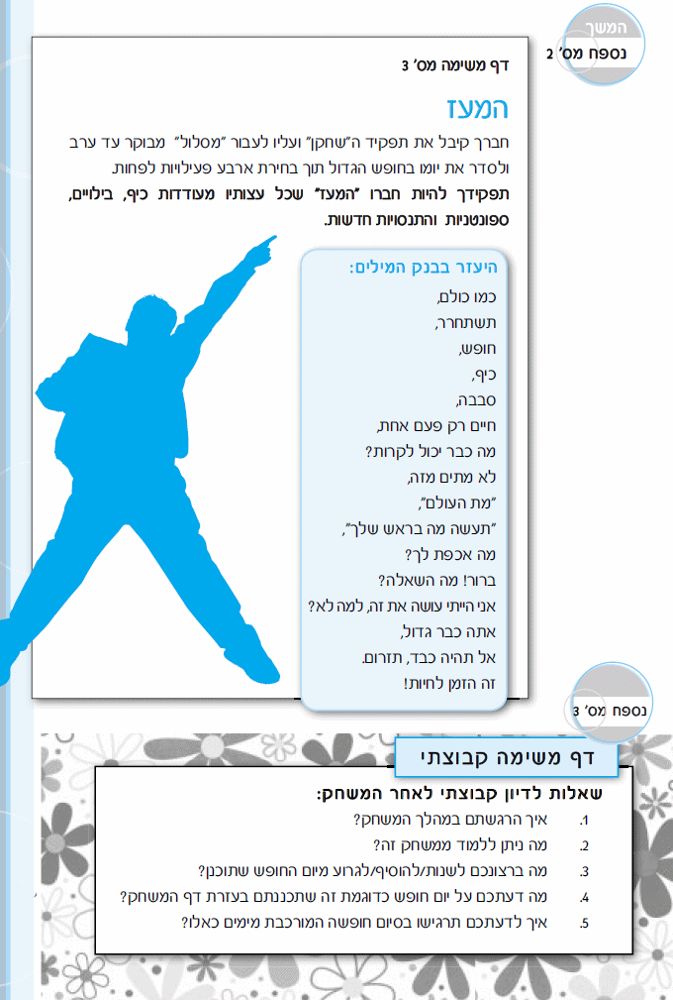 המשך
נספח מס' 2
דף משימה מס' 3
המעז
חברך קיבל את תפקיד ה"שחקן" ועליו לעבור "מסלול" מבוקר עד ערב
ולסדר את יומו בחופש הגדול תוך בחירת ארבע פעילויות לפחות.
תפקידך להיות חברו "המעז" שכל עצותיו מעודדות כיף, בילויים,
ספונטניות והתנסויות חדשות.
היעזר בבנק המילים:
כמו כולם,
תשתחרר,
חופש,
כיף,
סבבה,
חיים רק פעם אחת,
מה כבר יכול לקרות?
לא מתים מזה,
"מת העולם",
"תעשה מה בראש שלך",
מה אכפת לך?
ברור! מה השאלה?
אני הייתי עושה את זה, למה לא?
אתה כבר גדול,
אל תהיה כבד, תזרום.
זה הזמן לחיות!
נספח מס' 3
דף משימה קבוצתי
שאלות לדיון קבוצתי לאחר המשחק:
1. איך הרגשתם במהלך המשחק?
2. מה ניתן ללמוד ממשחק זה?
3. מה ברצונכם לשנות/להוסיף/לגרוע מיום החופש שתוכנן?
4. מה דעתכם על יום חופש כדוגמת זה שתכננתם בעזרת דף המשחק?
5. איך לדעתכם תרגישו בסיום חופשה המורכבת מימים כאלו?